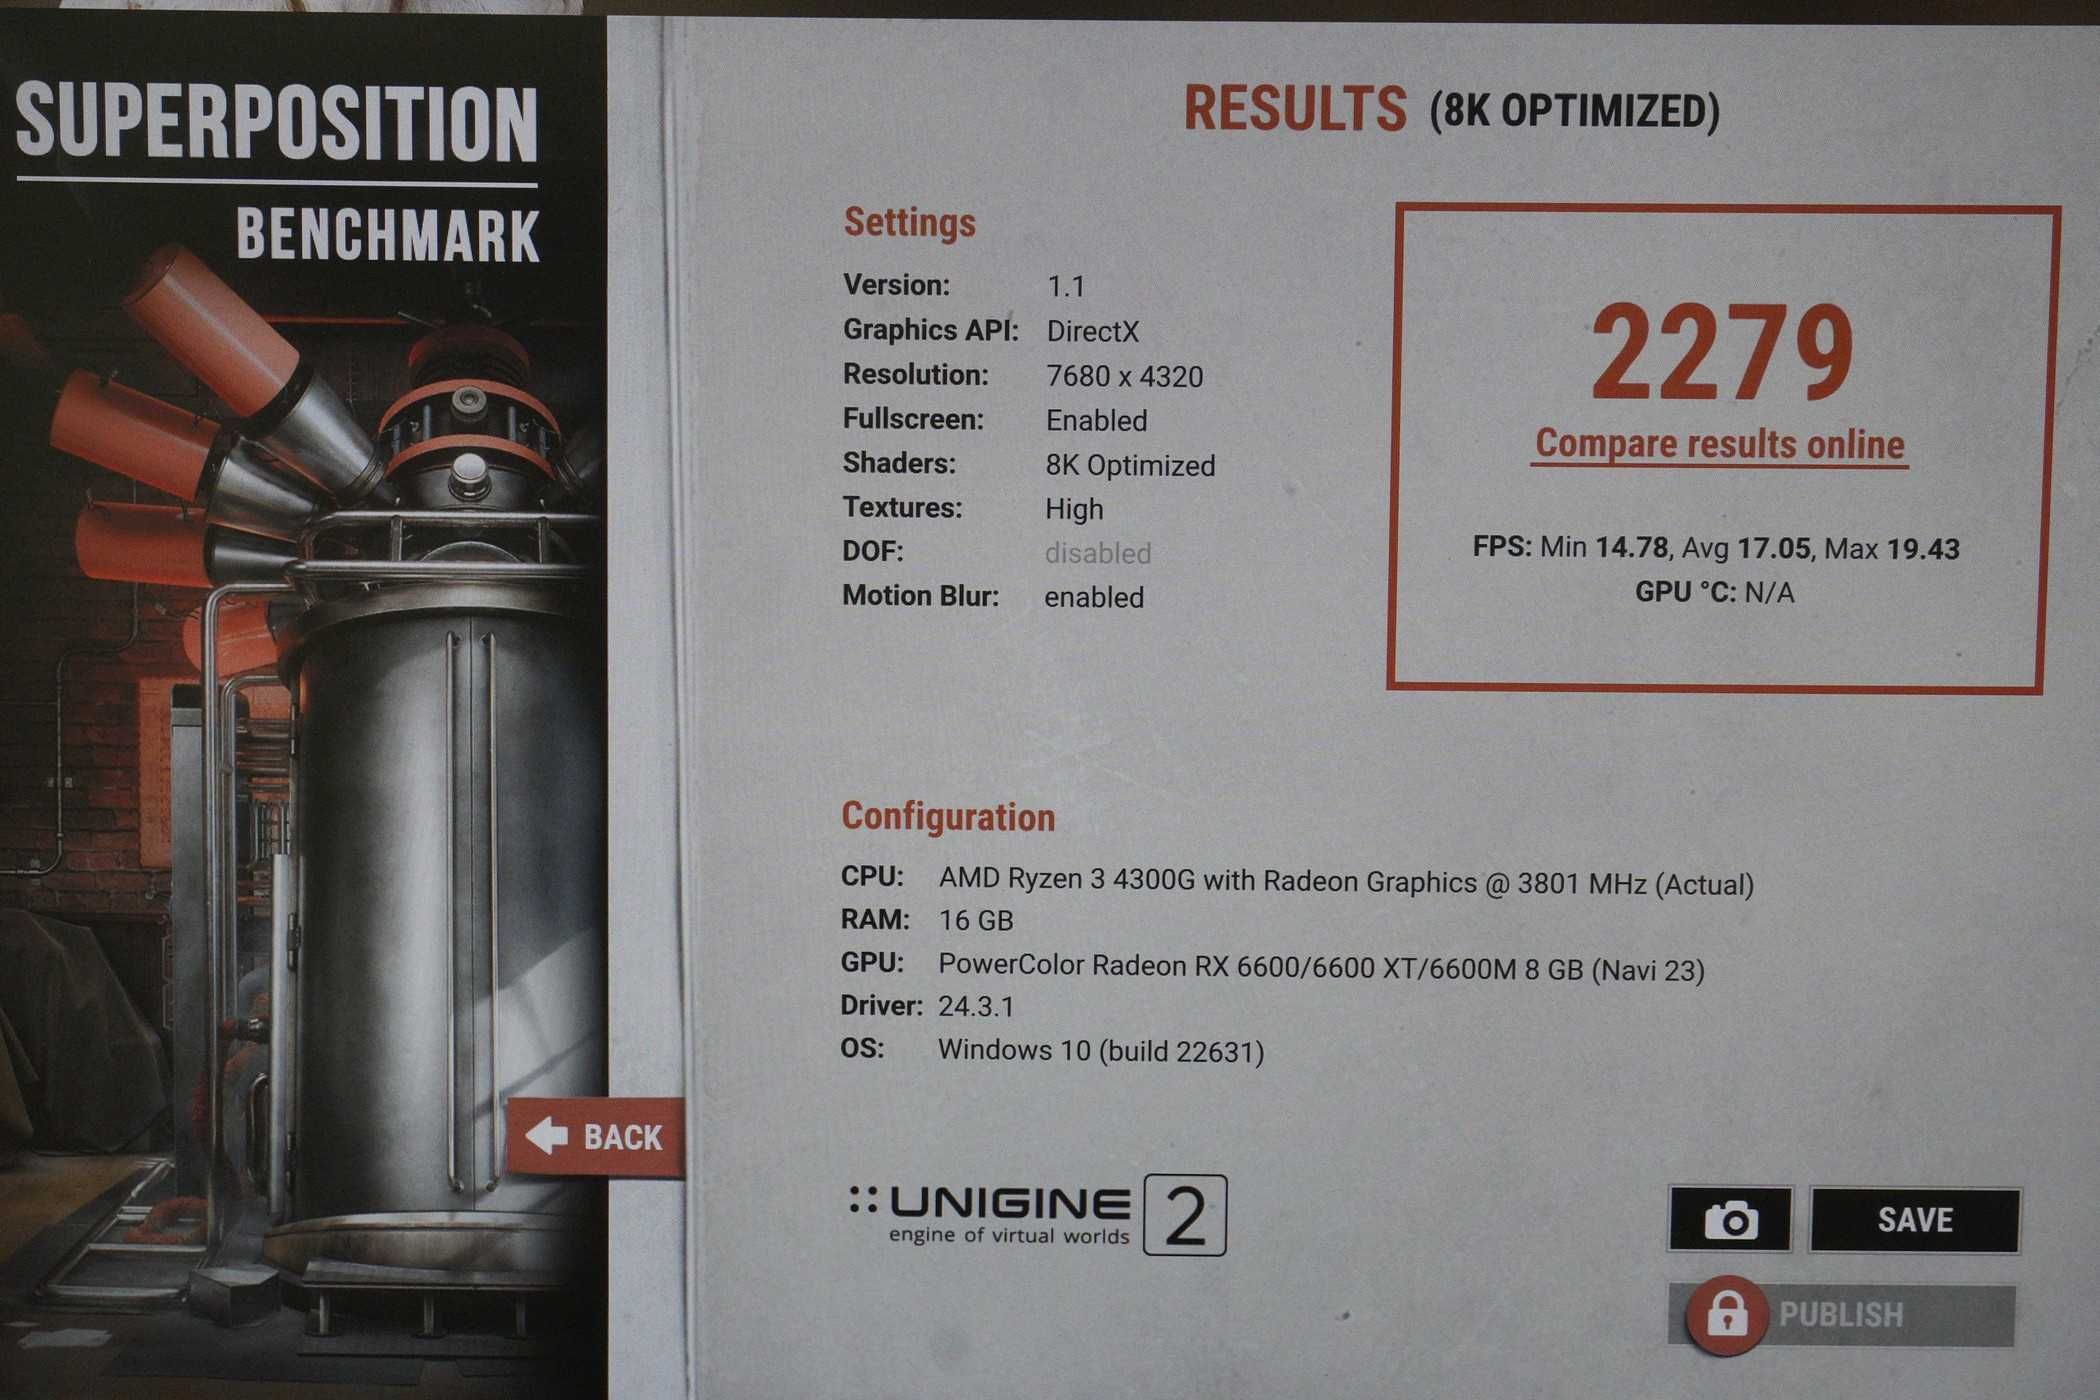 SUPERPOSITION
BENCHMARK
RESULTS (8K OPTIMIZED)
Settings
Version: 1.1
Graphics API: DirectX
Resolution: 7680 x 4320
Fullscreen: Enabled
Shaders: 8K Optimized
Textures: High
DOF: disabled
Motion Blur: enabled
2279
Compare results online
FPS: Min 14.78, Avg 17.05, Max 19.43
GPU °C: N/A
Configuration
CPU: AMD Ryzen 3 4300G with Radeon Graphics @ 3801 MHz (Actual)
RAM: 16 GB
GPU: PowerColor Radeon RX 6600/6600 XT/6600M 8 GB (Navi 23)
Driver: 24.3.1
OS: Windows 10 (build 22631)
BACK
UNIGINE 2
engine of virtual worlds
SAVE
PUBLISH